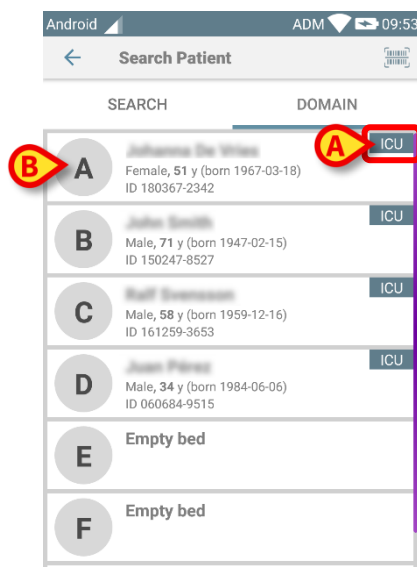 Android ADM 09:53
Search Patient
SEARCH DOMAIN
A ICU
B A
Female, 51 y (born 1967-03-18)
ID 180367-2342
ICU
B
Male, 71 y (born 1947-02-15)
ID 150247-8527
ICU
C
Male, 58 y (born 1959-12-16)
ID 161259-3653
ICU
D
Male, 34 y (born 1984-06-06)
ID 060684-9515
Empty bed
E
Empty bed
F